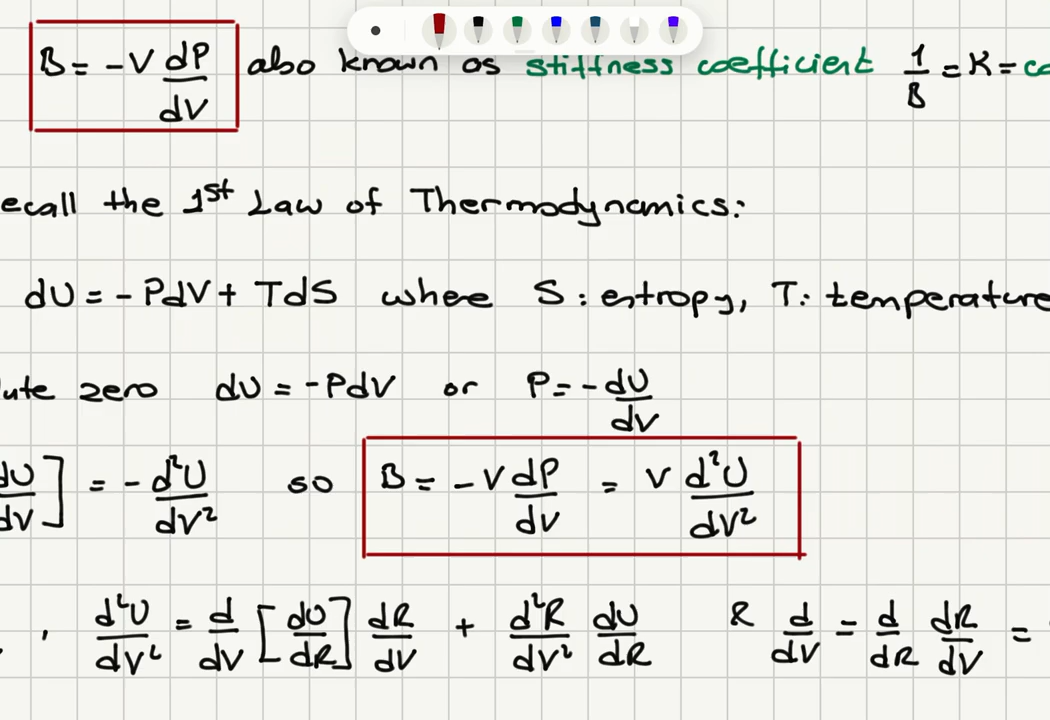 B = -V dP/dV also known as stiffness coefficient 1/B = K = co
ecall the 1st Law of Thermodynamics:
dU = - PdV + TdS where S: entropy, T: temperature
ute zero dU = -PdV or P = - dU/dV
dU/dV ] = - d²U/dV² so B = -V dP/dV = V d²U/dV²
, d²U/dV² = d/dV [dU/dR] dR/dV + d²R/dV² dU/dR & d/dV = d/dR dR/dV =